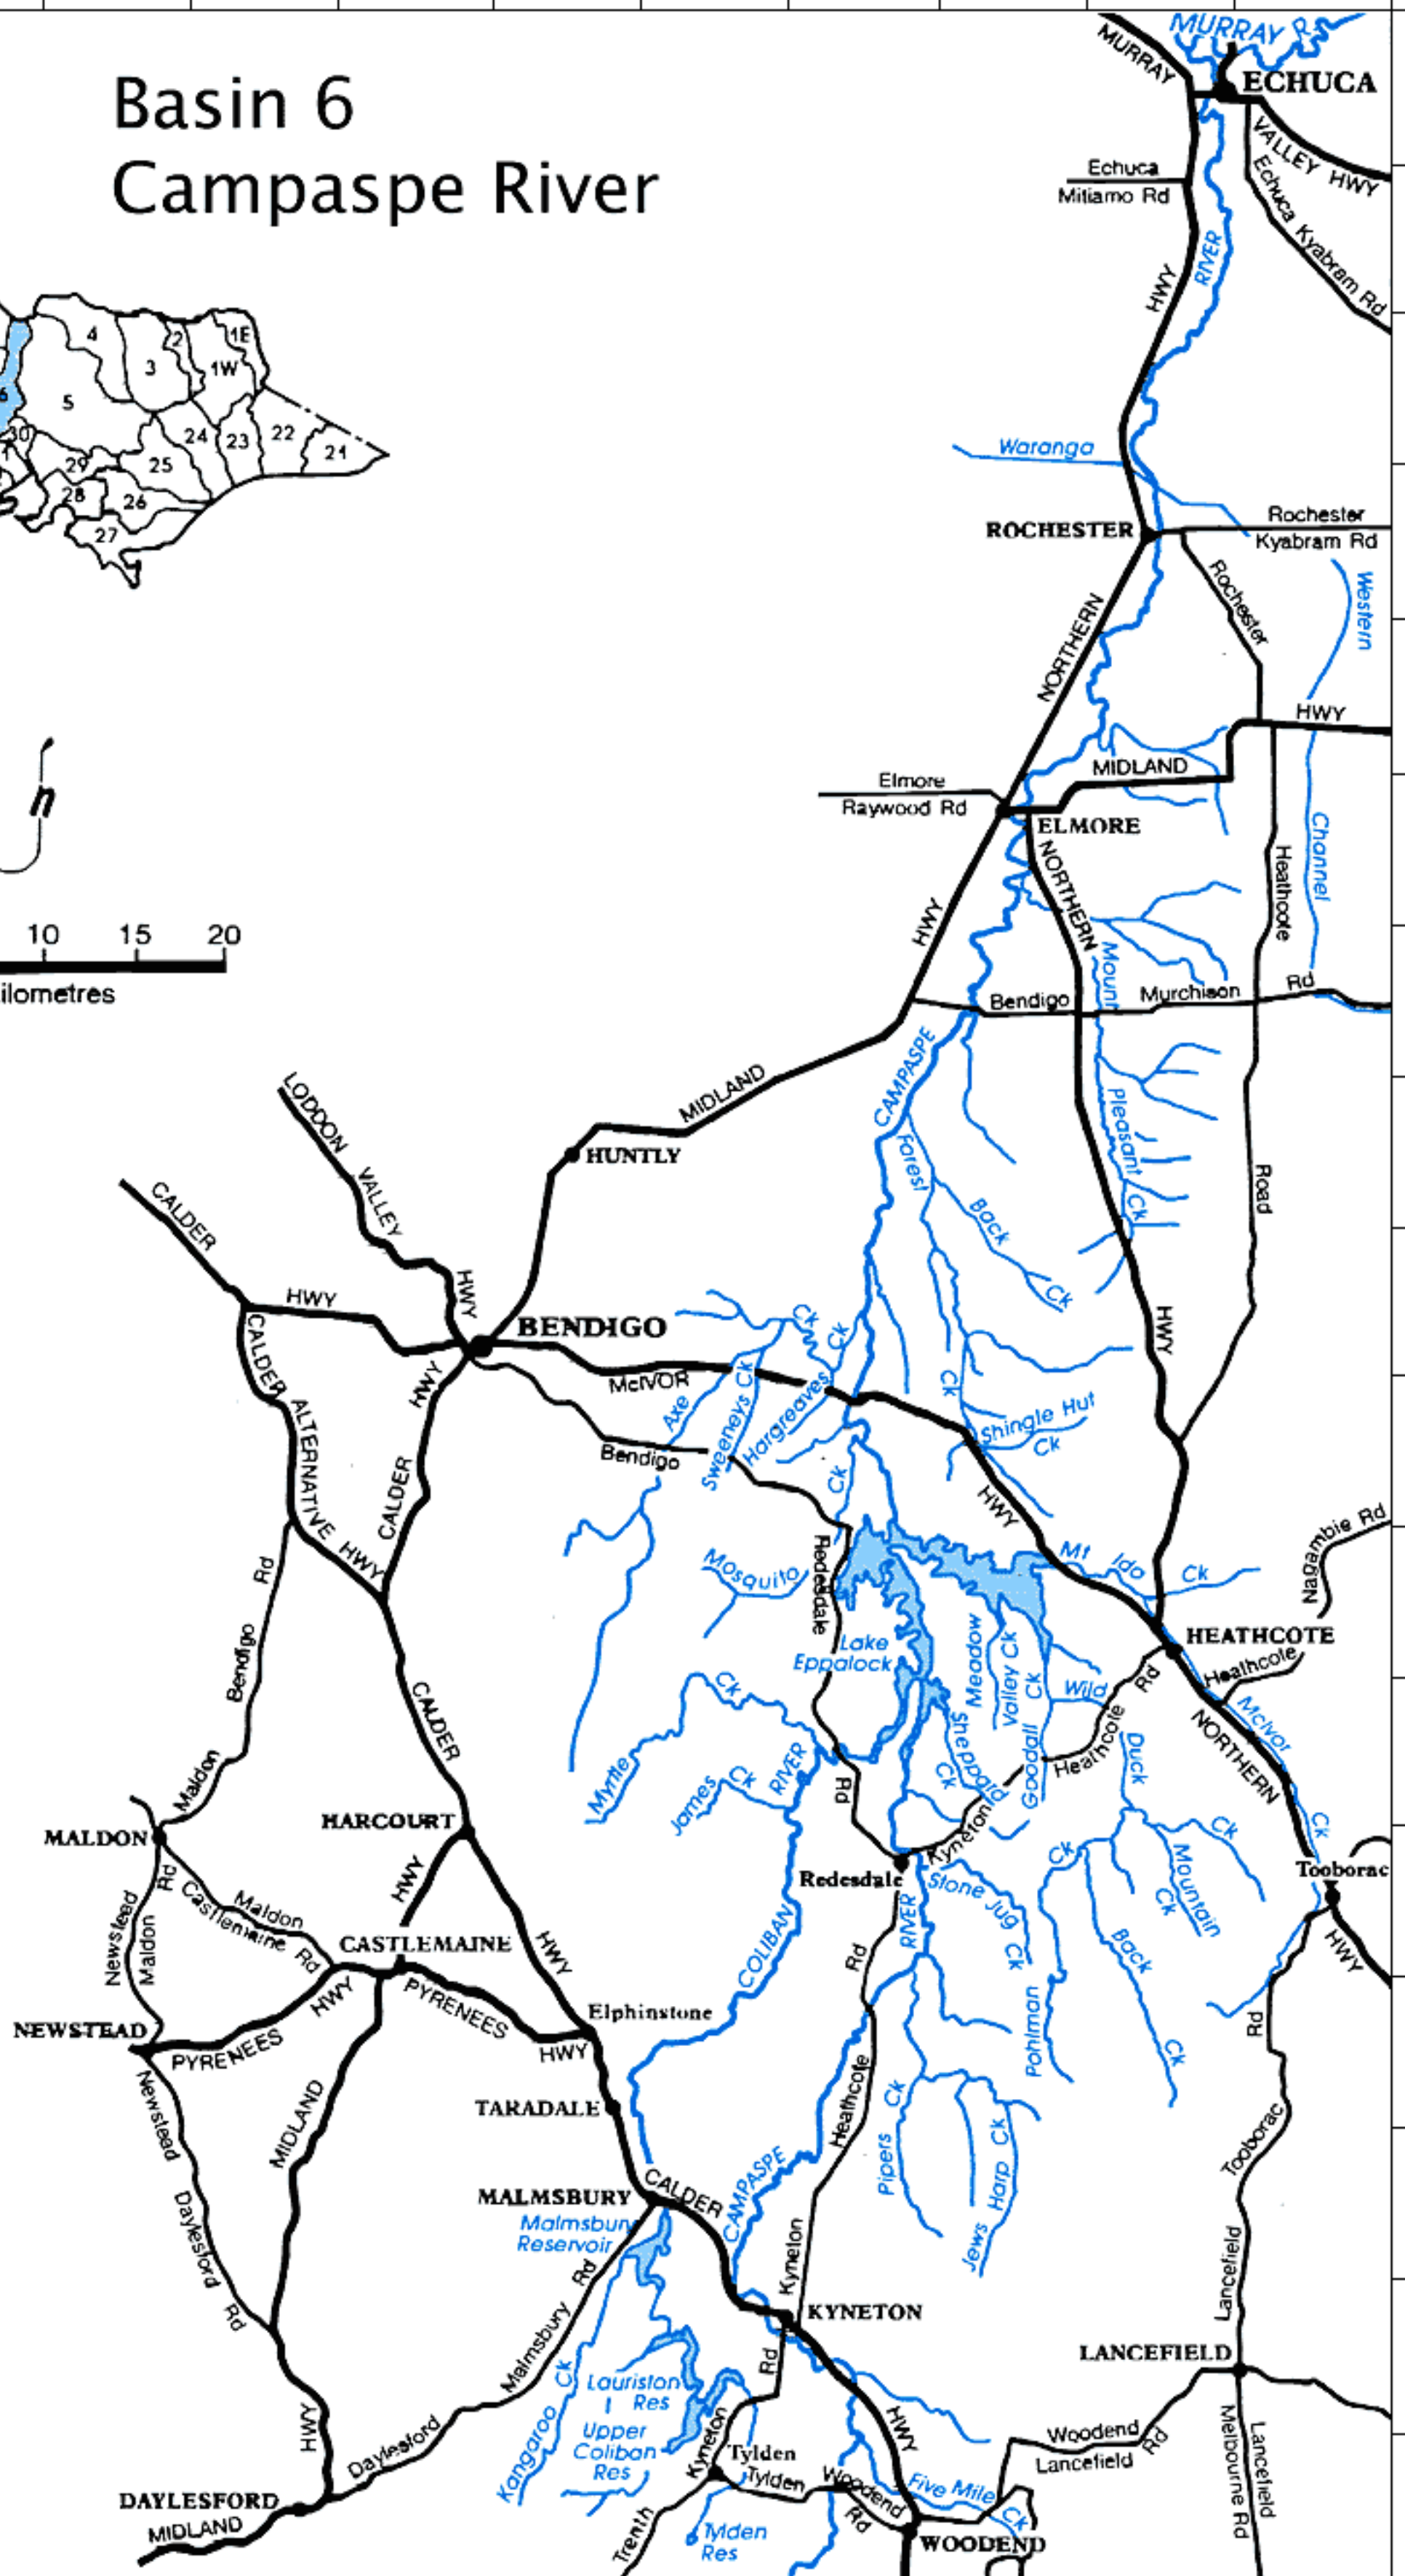 MURRAY R
MURRAY
Basin 6
Campaspe River
ECHUCA
VALLEY HWY
Echuca
Mitiamo Rd
Echuca Kyabram Rd
RIVER
HWY
4
2
1E
3
1W
6
5
30
24
23
22
21
29
25
28
26
27
Waranga
ROCHESTER
Rochester
Kyabram Rd
Rochester
Western
NORTHERN
HWY
n
MIDLAND
Elmore
Raywood Rd
ELMORE
NORTHERN
Channel
Heathcote
HWY
10 15 20
ilometres
Mount
Bendigo
Murchison
Rd
CAMPASPE
MIDLAND
LODDON
VALLEY
HWY
Pleasant
Ck
Forest
HUNTLY
Road
CALDER
HWY
Back
Ck
Ck
Ck
HWY
BENDIGO
CALDER
ALTERNATIVE
HWY
HWY
McIVOR
Axe
Sweeneys Ck
Hargreaves
Ck
Shingle Hut
Ck
Bendigo
Ck
CALDER
HWY
Nagambie Rd
Mt Ido Ck
Rd
Mosquito
Redesdale
HEATHCOTE
Lake
Eppalock
Meadow
Valley Ck
Heathcote
Bendigo
Ck
Wild
Rd
McIvor
CALDER
Sheppard
Ck
Goodall
Ck
Heathcote
Duck
NORTHERN
Maldon
Myrtle
James
Ck
RIVER
Rd
HARCOURT
Kyneton
Ck
Ck
MALDON
Rd
HWY
Ck
Mountain
Ck
Tooborac
Redesdale
Stone Jug
Ck
Newstead
Maldon
Maldon
Castlemaine Rd
CASTLEMAINE
HWY
COLIBAN
RIVER
Rd
Back
Ck
HWY
HWY
PYRENEES
HWY
Elphinstone
Pohlman
Rd
NEWSTEAD
PYRENEES
Heathcote
Newstead
MIDLAND
TARADALE
Ck
Pipers
Ck
Harp
Jews
Tooborac
CAMPASPE
MALMSBURY
CALDER
Malmsbury
Reservoir
Daylesford
Rd
Rd
Kyneton
Lancefield
KYNETON
Malmsbury
Rd
LANCEFIELD
Ck
Lauriston
Res
HWY
Upper
Coliban
Res
Kangaroo
Kyneton
HWY
Woodend
Lancefield
Rd
Lancefield
Melbourne Rd
Daylesford
Tylden
Tylden
Woodend
Rd
Five Mile
Ck
DAYLESFORD
MIDLAND
Trenth
Tylden
Res
WOODEND